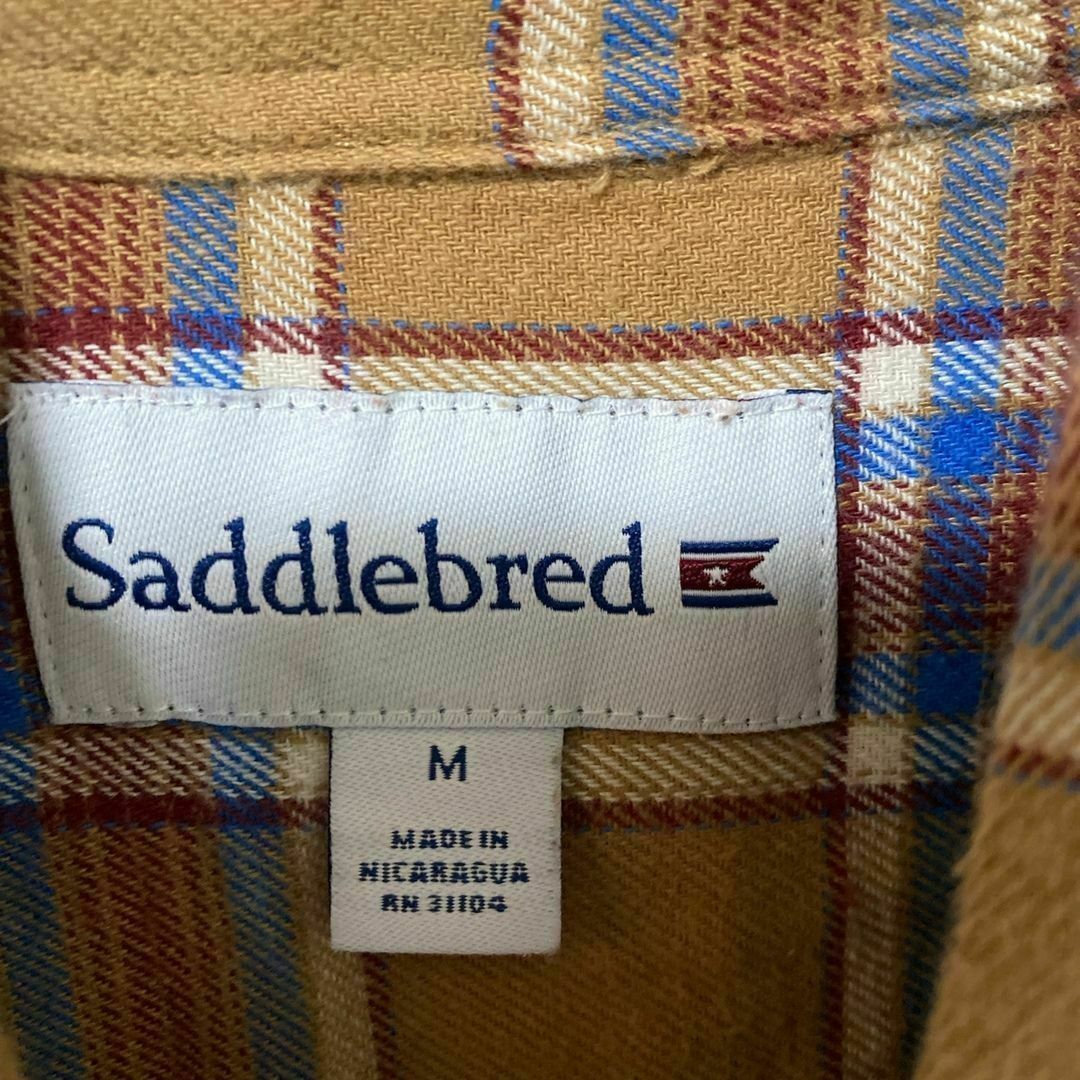 Saddlebred
M
MADE IN
NICARAGUA
RN 31104